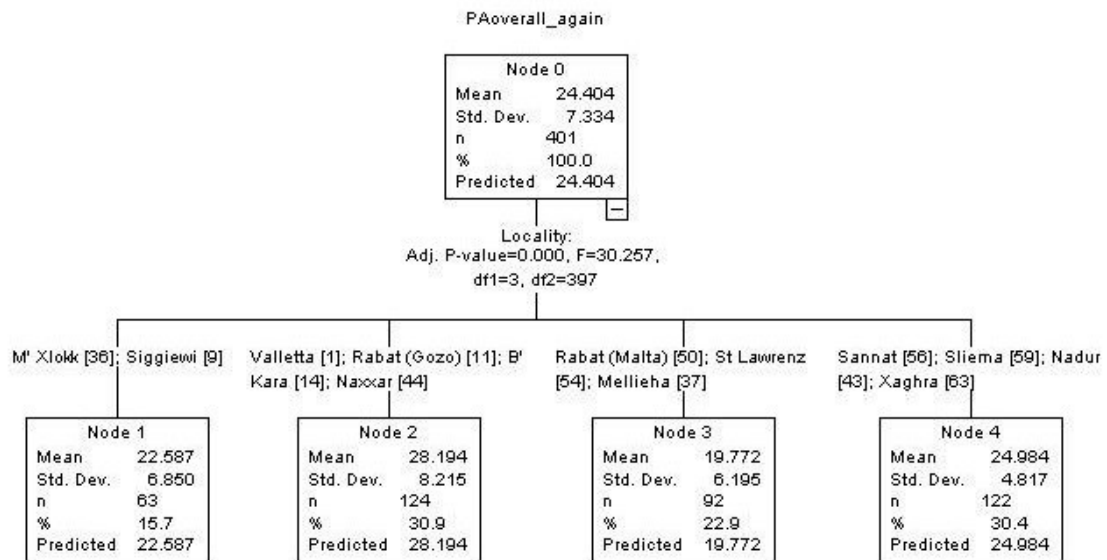 PAoverall_again
Node 0
Mean 24.404
Std. Dev. 7.334
n 401
% 100.0
Predicted 24.404
Locality:
Adj. P-value=0.000, F=30.257,
df1=3, df2=397
M' Xlokk [36]; Siggiewi [9]
Valletta [1]; Rabat (Gozo) [11]; B'
Kara [14]; Naxxar [44]
Rabat (Malta) [50]; St Lawrenz
[54]; Mellieha [37]
Sannat [56]; Sliema [59]; Nadur
[43]; Xaghra [63]
Node 1
Mean 22.587
Std. Dev. 6.850
n 63
% 15.7
Predicted 22.587
Node 2
Mean 28.194
Std. Dev. 8.215
n 124
% 30.9
Predicted 28.194
Node 3
Mean 19.772
Std. Dev. 6.195
n 92
% 22.9
Predicted 19.772
Node 4
Mean 24.984
Std. Dev. 4.817
n 122
% 30.4
Predicted 24.984